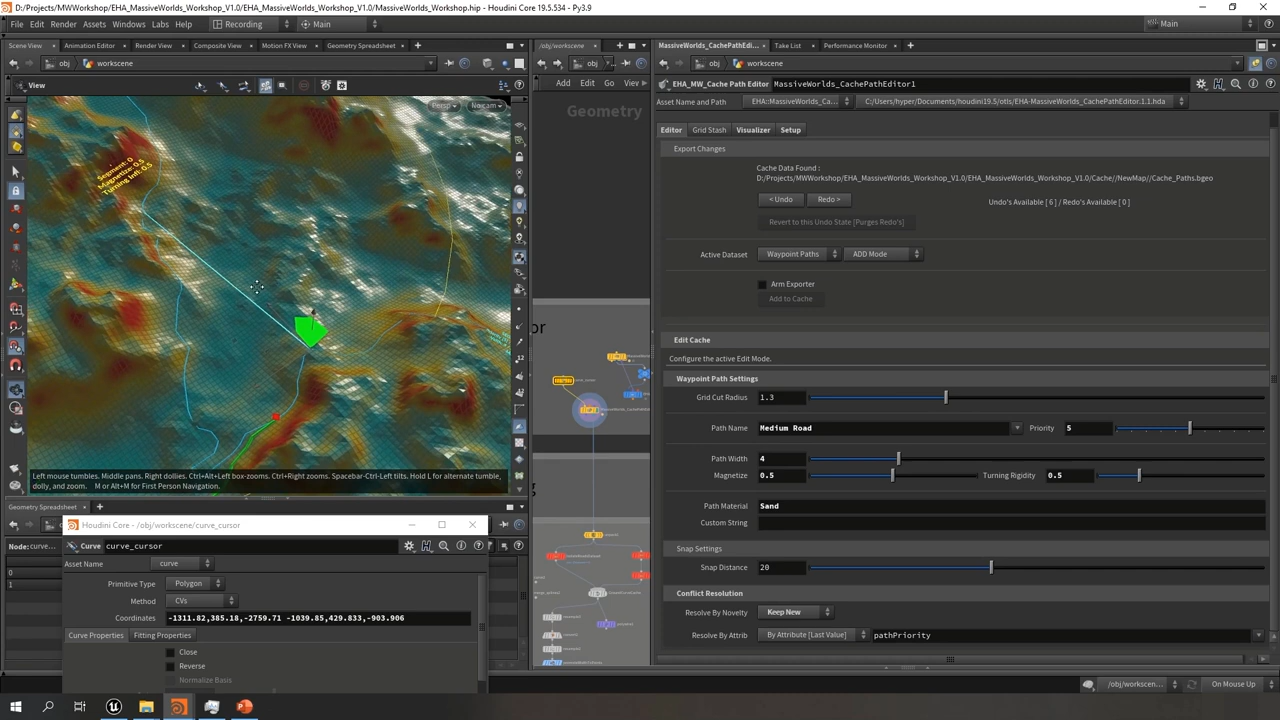 D:/Projects/MWWorkshop/EHA_MassiveWorlds_Workshop_V1.0/EHA_MassiveWorlds_Workshop_V1.0/MassiveWorlds_Workshop.hip - Houdini Core 19.5.534 - Py3.9
File Edit Render Assets Windows Labs Help Recording Main Main
Scene View Animation Editor Render View Composite View Motion FX View Geometry Spreadsheet
/obj/workscene
MassiveWorlds_CachePathEdi... Take List Performance Monitor
obj workscene
obj
obj workscene
View
Persp No cam
Add Edit Go View
Geometry
EHA_MW_Cache Path Editor MassiveWorlds_CachePathEditor1
Asset Name and Path EHA::MassiveWorlds_Ca... C:/Users/hyper/Documents/houdini19.5/otls/EHA-MassiveWorlds_CachePathEditor.1.1.hda
Editor Grid Stash Visualizer Setup
Export Changes
Cache Data Found :
D:/Projects/MWWorkshop/EHA_MassiveWorlds_Workshop_V1.0/EHA_MassiveWorlds_Workshop_V1.0/Cache//NewMap//Cache_Paths.bgeo
< Undo Redo > Undo's Available [ 6 ] / Redo's Available [ 0 ]
Revert to this Undo State [Purges Redo's]
Active Dataset Waypoint Paths ADD Mode
Arm Exporter
Add to Cache
Edit Cache
Configure the active Edit Mode.
Waypoint Path Settings
Grid Cut Radius 1.3
Path Name Medium Road Priority 5
Path Width 4
Magnetize 0.5 Turning Rigidity 0.5
Path Material Sand
Custom String
Snap Settings
Snap Distance 20
Conflict Resolution
Resolve By Novelty Keep New
Resolve By Attrib By Attribute [Last Value] pathPriority
Segment: 0
Magnetize: 0.5
Turning Infl: 0.5
or
Left mouse tumbles. Middle pans. Right dollies. Ctrl+Alt+Left box-zooms. Ctrl+Right zooms. Spacebar-Ctrl-Left tilts. Hold L for alternate tumble,
dolly, and zoom. M or Alt+M for First Person Navigation.
Geometry Spreadsheet
Node: curve...
0
1
Houdini Core - /obj/workscene/curve_cursor
Curve curve_cursor
Asset Name curve
Primitive Type Polygon
Method CVs
Coordinates -1311.82,385.18,-2759.71 -1039.85,429.833,-903.906
Curve Properties Fitting Properties
Close
Reverse
Normalize Basis
/obj/workscen... On Mouse Up